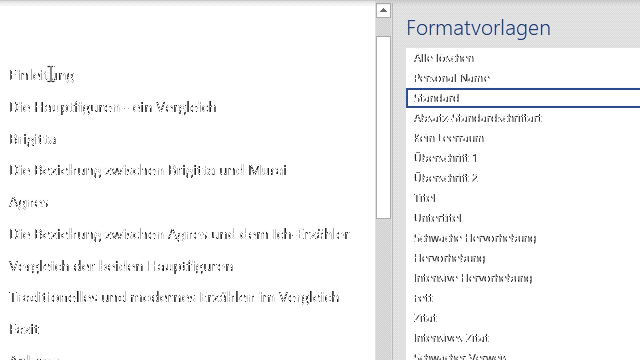 Einleitung
Die Hauptfiguren - ein Vergleich
Brigitta
Die Beziehung zwischen Brigitta und Murai
Agnes
Die Beziehung zwischen Agnes und dem Ich-Erzähler
Vergleich der beiden Hauptfiguren
Traditionelles und modernes Erzählen im Vergleich
Fazit
Formatvorlagen
Alle löschen
Personal Name
Standard
Absatz-Standardschriftart
Kein Leerraum
Überschrift 1
Überschrift 2
Titel
Untertitel
Schwache Hervorhebung
Hervorhebung
Intensive Hervorhebung
Fett
Zitat
Intensives Zitat
Schwacher Verweis